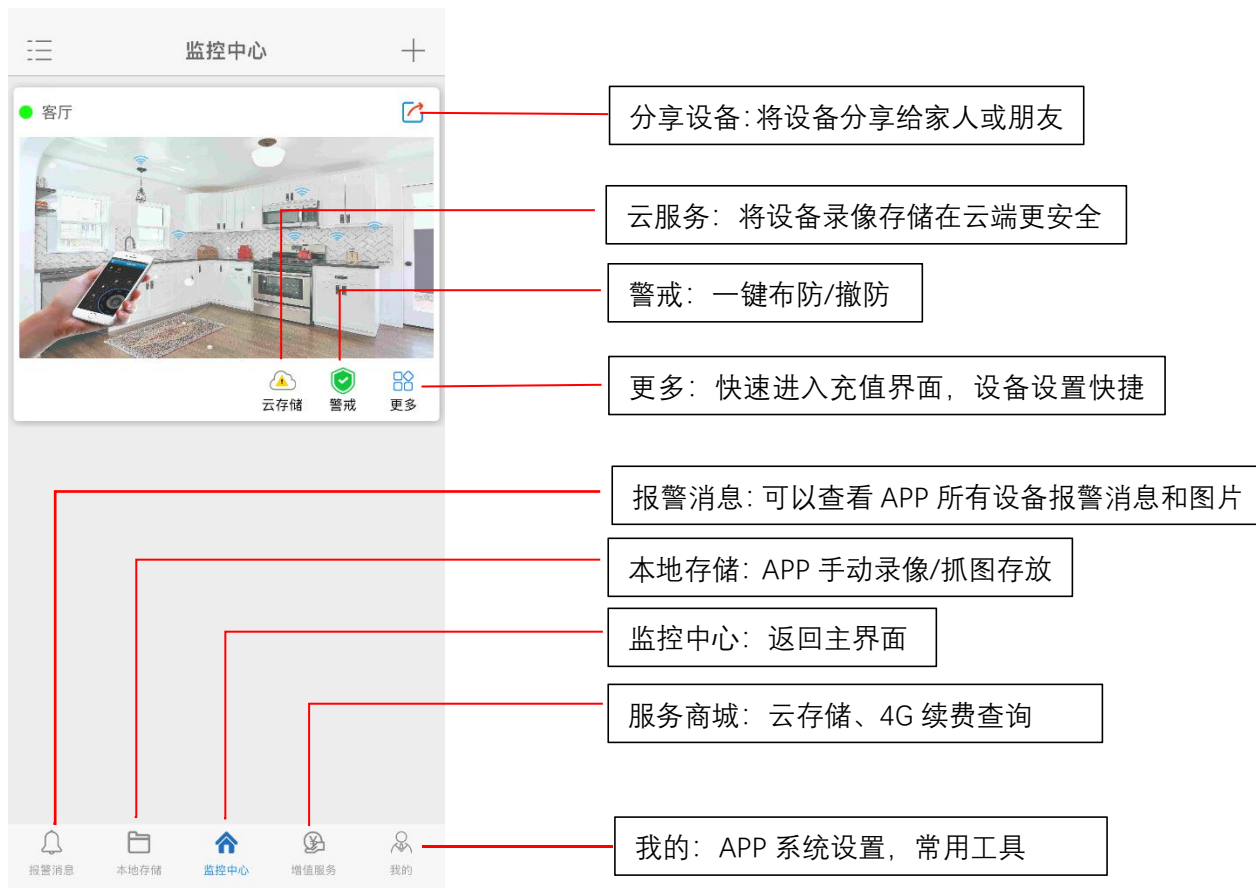 监控中心
客厅
分享设备：将设备分享给家人或朋友
云服务：将设备录像存储在云端更安全
警戒：一键布防/撤防
云存储
警戒
更多
更多：快速进入充值界面，设备设置快捷
报警消息：可以查看 APP 所有设备报警消息和图片
本地存储：APP 手动录像/抓图存放
监控中心：返回主界面
服务商城：云存储、4G 续费查询
报警消息
本地存储
监控中心
增值服务
我的
我的：APP 系统设置，常用工具